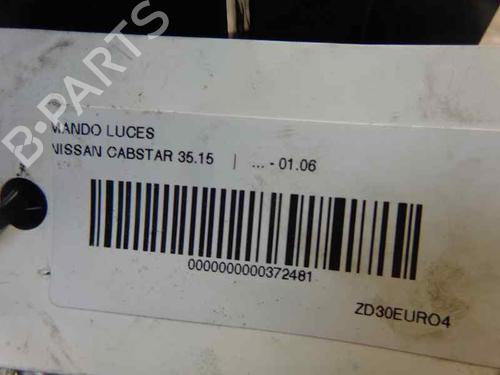 B-PARTS
MANDO LUCES
NISSAN CABSTAR 35.15 | ... - 01.06
0000000000372481
ZD30EURO4